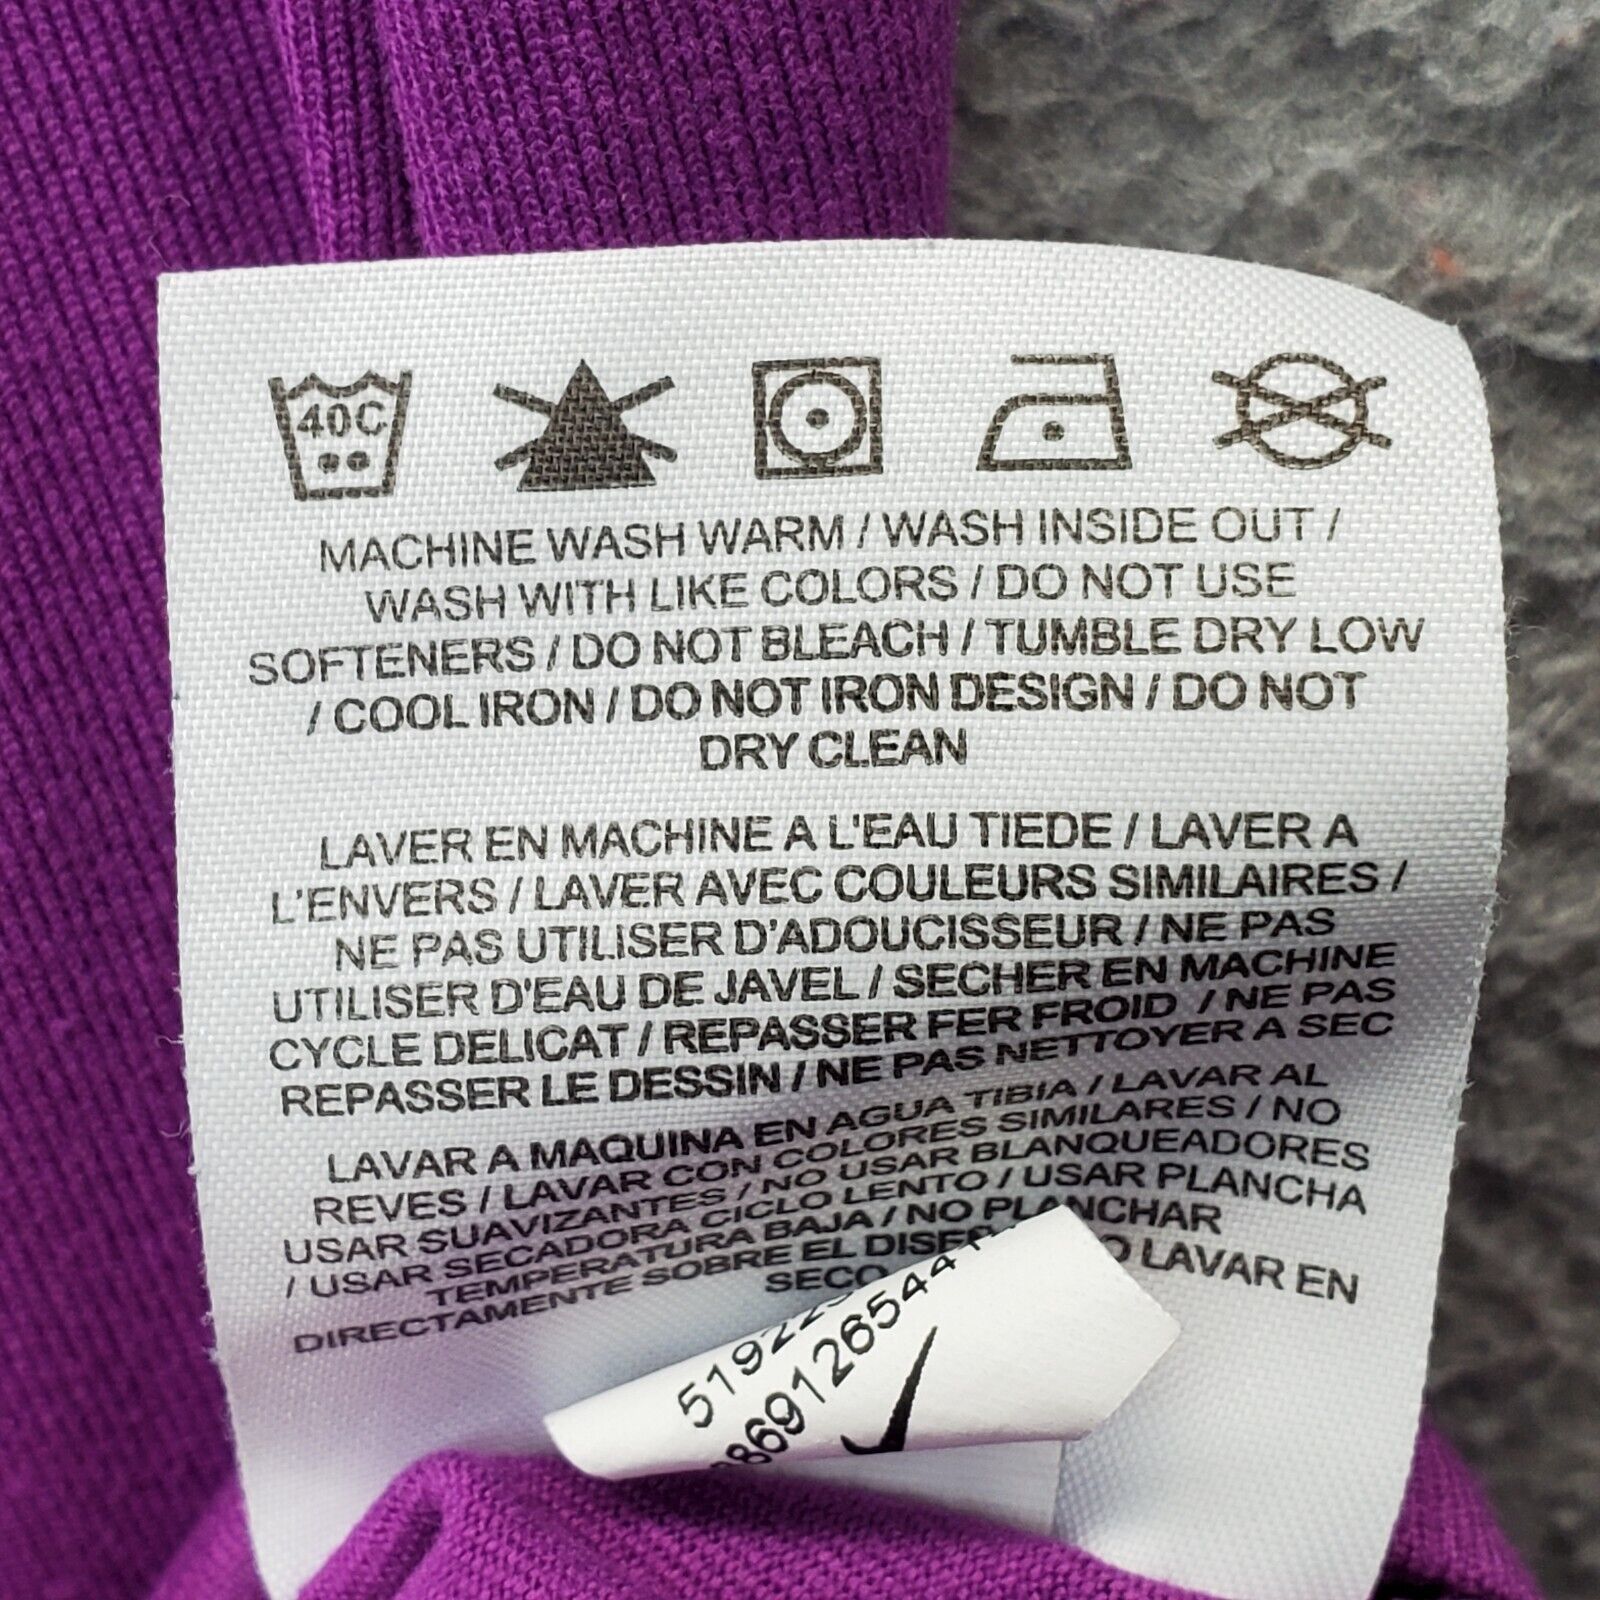 40C
MACHINE WASH WARM / WASH INSIDE OUT /
WASH WITH LIKE COLORS / DO NOT USE
SOFTENERS / DO NOT BLEACH / TUMBLE DRY LOW
/ COOL IRON / DO NOT IRON DESIGN / DO NOT
DRY CLEAN
LAVER EN MACHINE A L'EAU TIEDE / LAVER A
L'ENVERS / LAVER AVEC COULEURS SIMILAIRES /
NE PAS UTILISER D'ADOUCISSEUR / NE PAS
UTILISER D'EAU DE JAVEL / SECHER EN MACHINE
CYCLE DELICAT / REPASSER FER FROID / NE PAS
REPASSER LE DESSIN / NE PAS NETTOYER A SEC
LAVAR A MAQUINA EN AGUA TIBIA / LAVAR AL
REVES / LAVAR CON COLORES SIMILARES / NO
USAR SUAVIZANTES / NO USAR BLANQUEADORES
/ USAR SECADORA CICLO LENTO / USAR PLANCHA
TEMPERATURA BAJA / NO PLANCHAR
DIRECTAMENTE SOBRE EL LAVAR EN
SECO